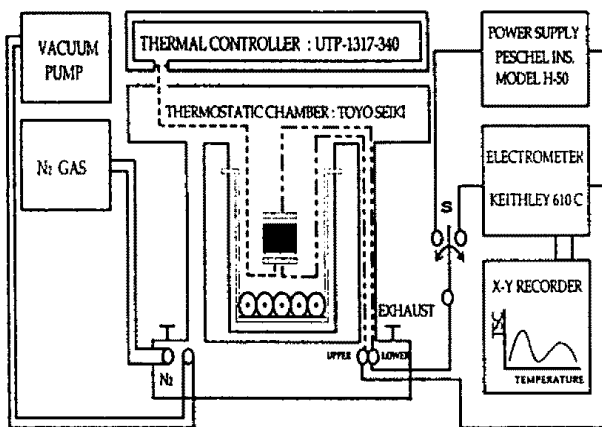 VACUUM
PUMP
THERMAL CONTROLLER : UTP-1317-340
POWER SUPPLY
PESCHEL INS.
MODEL H-50
THERMOSTATIC CHAMBER : TOYO SEIKI
N₂ GAS
ELECTROMETER
KEITHLEY 610 C
S
X-Y RECORDER
TSC
TEMPERATURE
EXHAUST
UPPER
LOWER
N₂